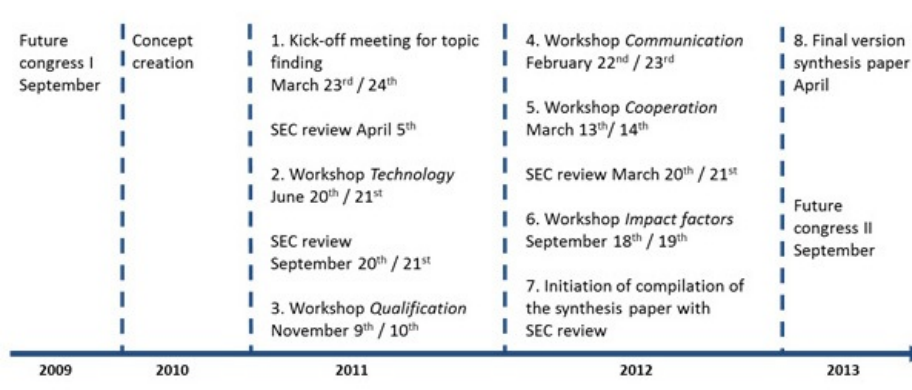 Future
congress I
September
Concept
creation
1. Kick-off meeting for topic
finding
March 23rd / 24th
SEC review April 5th
2. Workshop Technology
June 20th / 21st
SEC review
September 20th / 21st
3. Workshop Qualification
November 9th / 10th
4. Workshop Communication
February 22nd / 23rd
5. Workshop Cooperation
March 13th/ 14th
SEC review March 20th / 21st
6. Workshop Impact factors
September 18th / 19th
7. Initiation of compilation of
the synthesis paper with
SEC review
8. Final version
synthesis paper
April
Future
congress II
September
2009
2010
2011
2012
2013